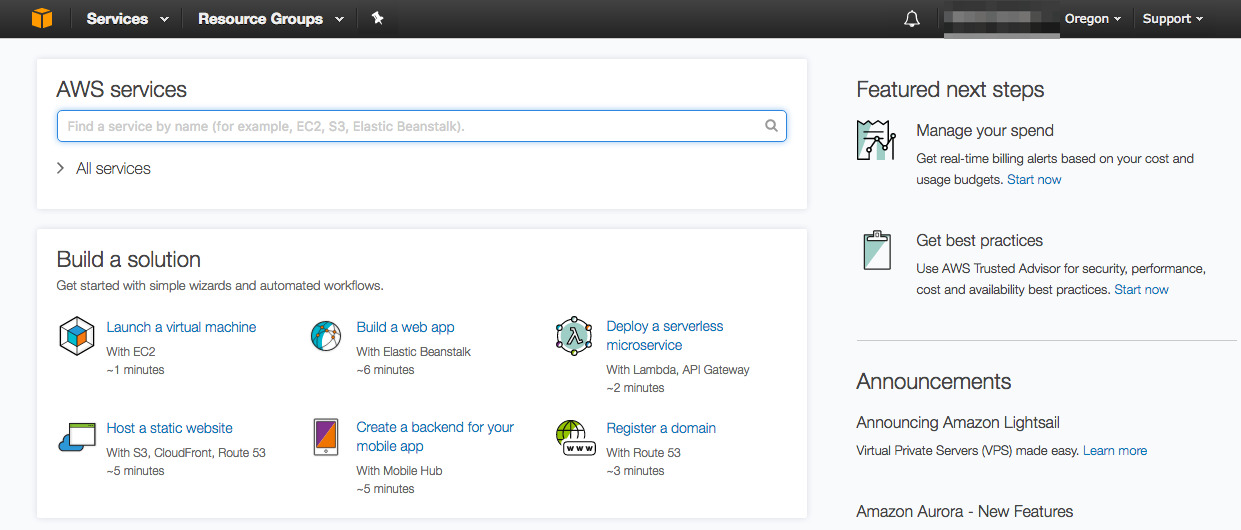 Services
Resource Groups
Oregon
Support
AWS services
Find a service by name (for example, EC2, S3, Elastic Beanstalk).
All services
Build a solution
Get started with simple wizards and automated workflows.
Launch a virtual machine
With EC2
~1 minutes
Build a web app
With Elastic Beanstalk
~6 minutes
Deploy a serverless
microservice
With Lambda, API Gateway
~2 minutes
Host a static website
With S3, CloudFront, Route 53
~5 minutes
Create a backend for your
mobile app
With Mobile Hub
~5 minutes
www
Register a domain
With Route 53
~3 minutes
Featured next steps
Manage your spend
Get real-time billing alerts based on your cost and
usage budgets. Start now
Get best practices
Use AWS Trusted Advisor for security, performance,
cost and availability best practices. Start now
Announcements
Announcing Amazon Lightsail
Virtual Private Servers (VPS) made easy. Learn more
Amazon Aurora - New Features